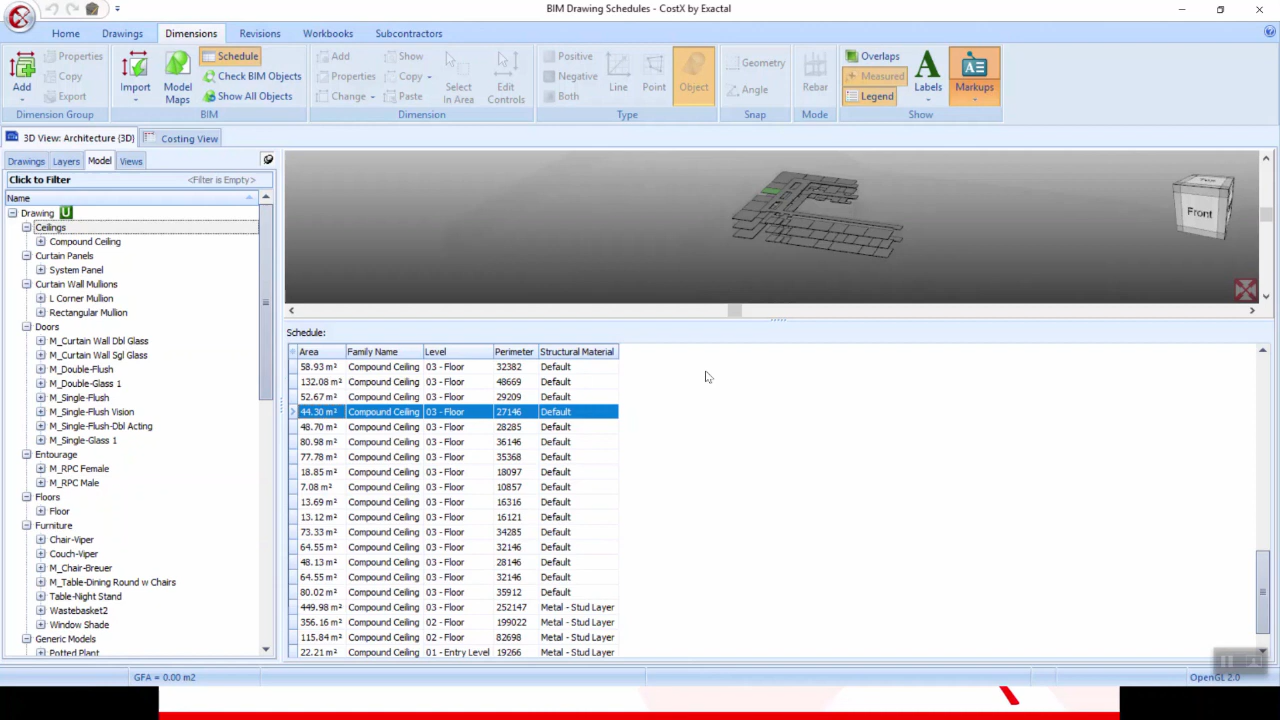 BIM Drawing Schedules - CostX by Exactal
Home Drawings Dimensions Revisions Workbooks Subcontractors
Add
Properties
Copy
Export
Dimension Group
Import
Model Maps
Schedule
Check BIM Objects
Show All Objects
BIM
Add Show
Properties Copy
Change Paste
Select In Area
Edit Controls
Dimension
Positive
Negative
Both
Line
Point
Object
Type
Geometry
Angle
Snap
Rebar
Mode
Overlaps
Measured
Legend
Labels
Markups
Show
3D View: Architecture (3D) Costing View
Drawings Layers Model Views
Click to Filter <Filter is Empty>
Name
Drawing U
Ceilings
Compound Ceiling
Curtain Panels
System Panel
Curtain Wall Mullions
L Corner Mullion
Rectangular Mullion
Doors
M_Curtain Wall Dbl Glass
M_Curtain Wall Sgl Glass
M_Double-Flush
M_Double-Glass 1
M_Single-Flush
M_Single-Flush Vision
M_Single-Flush-Dbl Acting
M_Single-Glass 1
Entourage
M_RPC Female
M_RPC Male
Floors
Floor
Furniture
Chair-Viper
Couch-Viper
M_Chair-Breuer
M_Table-Dining Round w Chairs
Table-Night Stand
Wastebasket2
Window Shade
Generic Models
Potted Plant
Front
Schedule:
Area Family Name Level Perimeter Structural Material
58.93 m² Compound Ceiling 03 - Floor 32382 Default
132.08 m² Compound Ceiling 03 - Floor 48669 Default
52.67 m² Compound Ceiling 03 - Floor 29209 Default
44.30 m² Compound Ceiling 03 - Floor 27146 Default
48.70 m² Compound Ceiling 03 - Floor 28285 Default
80.98 m² Compound Ceiling 03 - Floor 36146 Default
77.78 m² Compound Ceiling 03 - Floor 35368 Default
18.85 m² Compound Ceiling 03 - Floor 18097 Default
7.08 m² Compound Ceiling 03 - Floor 10857 Default
13.69 m² Compound Ceiling 03 - Floor 16316 Default
13.12 m² Compound Ceiling 03 - Floor 16121 Default
73.33 m² Compound Ceiling 03 - Floor 34285 Default
64.55 m² Compound Ceiling 03 - Floor 32146 Default
48.13 m² Compound Ceiling 03 - Floor 28146 Default
64.55 m² Compound Ceiling 03 - Floor 32146 Default
80.02 m² Compound Ceiling 03 - Floor 35912 Default
449.98 m² Compound Ceiling 03 - Floor 252147 Metal - Stud Layer
356.16 m² Compound Ceiling 02 - Floor 199022 Metal - Stud Layer
115.84 m² Compound Ceiling 02 - Floor 82698 Metal - Stud Layer
22.21 m² Compound Ceiling 01 - Entry Level 19266 Metal - Stud Layer
GFA = 0.00 m2
OpenGL 2.0